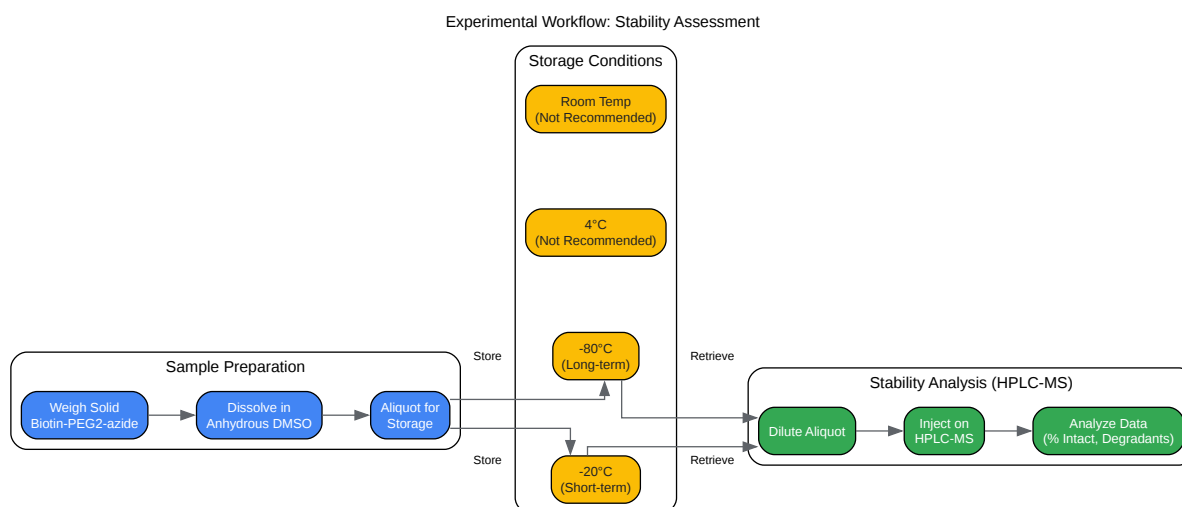 Experimental Workflow: Stability Assessment
Storage Conditions
Room Temp
(Not Recommended)
4°C
(Not Recommended)
-80°C
(Long-term)
-20°C
(Short-term)
Sample Preparation
Weigh Solid
Biotin-PEG2-azide
Dissolve in
Anhydrous DMSO
Aliquot for
Storage
Store
Store
Retrieve
Retrieve
Stability Analysis (HPLC-MS)
Dilute Aliquot
Inject on
HPLC-MS
Analyze Data
(% Intact, Degradants)